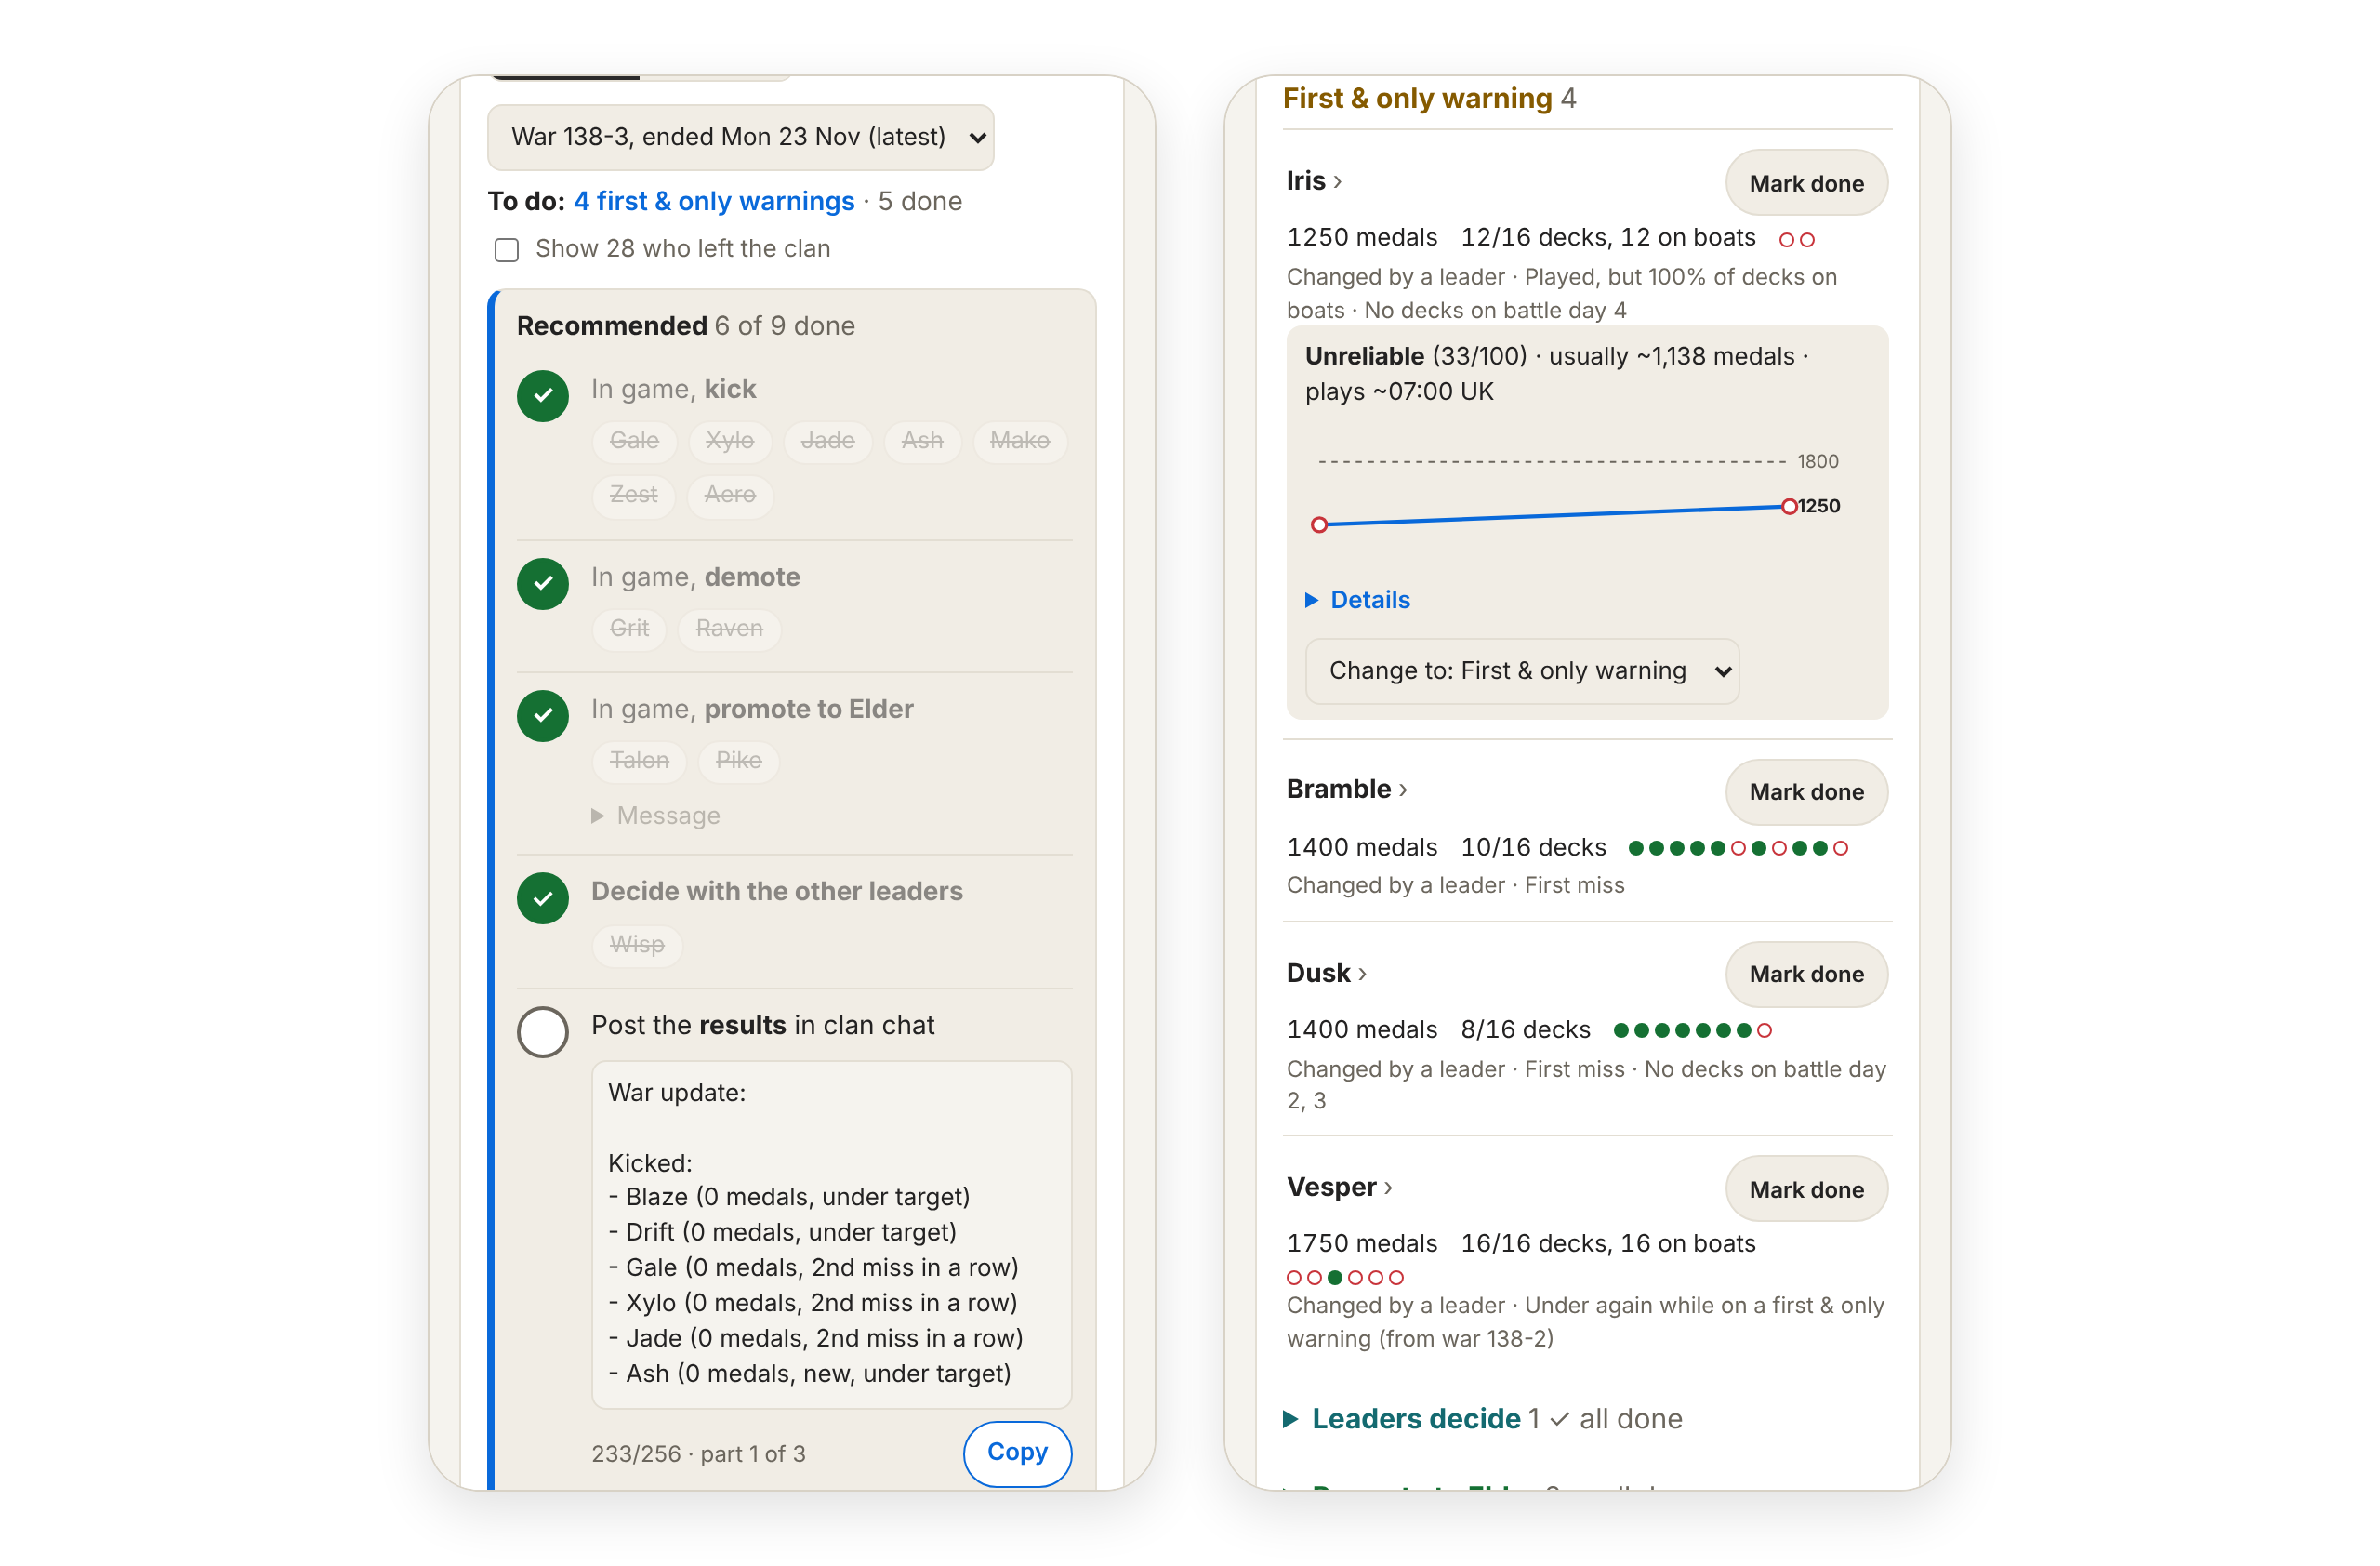 War 138-3, ended Mon 23 Nov (latest)
To do: 4 first & only warnings · 5 done
Show 28 who left the clan
Recommended 6 of 9 done
In game, kick
Gale Xylo Jade Ash Mako
Zest Aero
In game, demote
Grit Raven
In game, promote to Elder
Talon Pike
▶ Message
Decide with the other leaders
Wisp
Post the results in clan chat
War update:
Kicked:
- Blaze (0 medals, under target)
- Drift (0 medals, under target)
- Gale (0 medals, 2nd miss in a row)
- Xylo (0 medals, 2nd miss in a row)
- Jade (0 medals, 2nd miss in a row)
- Ash (0 medals, new, under target)
233/256 · part 1 of 3
Copy
First & only warning 4
Iris ›
Mark done
1250 medals 12/16 decks, 12 on boats
Changed by a leader · Played, but 100% of decks on
boats · No decks on battle day 4
Unreliable (33/100) · usually ~1,138 medals ·
plays ~07:00 UK
1800
1250
▶ Details
Change to: First & only warning
Bramble ›
Mark done
1400 medals 10/16 decks
Changed by a leader · First miss
Dusk ›
Mark done
1400 medals 8/16 decks
Changed by a leader · First miss · No decks on battle day
2, 3
Vesper ›
Mark done
1750 medals 16/16 decks, 16 on boats
Changed by a leader · Under again while on a first & only
warning (from war 138-2)
▶ Leaders decide 1 ✓ all done